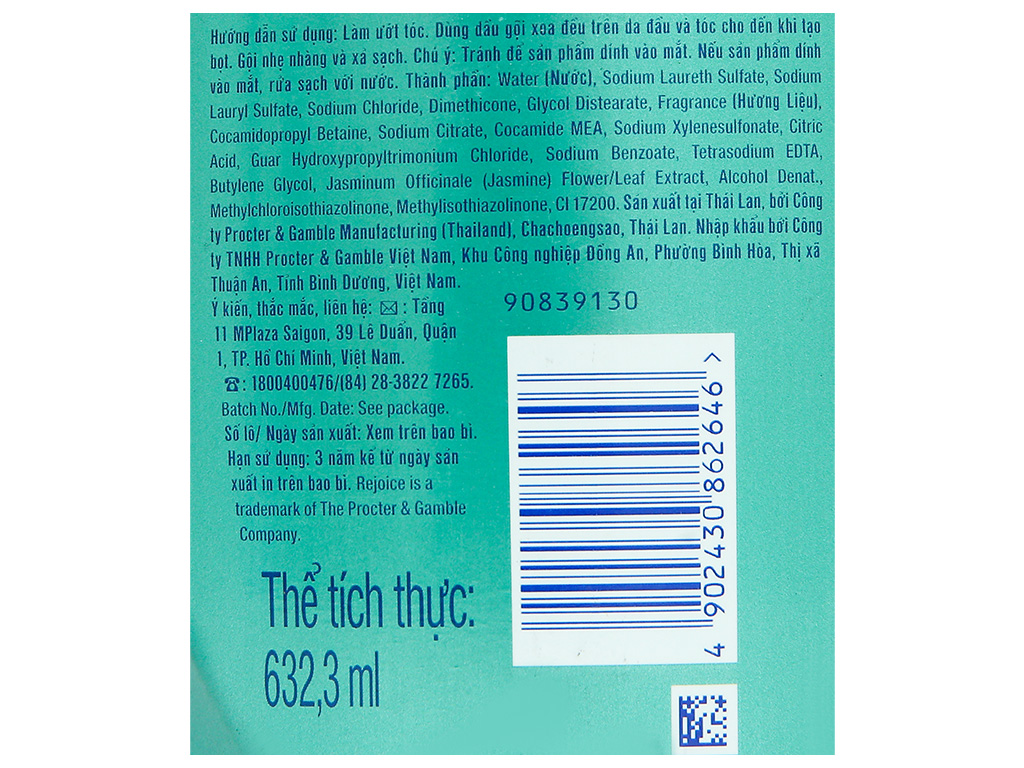 Hướng dẫn sử dụng: Làm ướt tóc. Dùng dầu gội xoa đều trên da đầu và tóc cho đến khi tạo
bọt. Gội nhẹ nhàng và xả sạch. Chú ý: Tránh để sản phẩm dính vào mắt. Nếu sản phẩm dính
vào mắt, rửa sạch với nước. Thành phần: Water (Nước), Sodium Laureth Sulfate, Sodium
Lauryl Sulfate, Sodium Chloride, Dimethicone, Glycol Distearate, Fragrance (Hương Liệu),
Cocamidopropyl Betaine, Sodium Citrate, Cocamide MEA, Sodium Xylenesulfonate, Citric
Acid, Guar Hydroxypropyltrimonium Chloride, Sodium Benzoate, Tetrasodium EDTA,
Butylene Glycol, Jasminum Officinale (Jasmine) Flower/Leaf Extract, Alcohol Denat.,
Methylchloroisothiazolinone, Methylisothiazolinone, CI 17200. Sản xuất tại Thái Lan, bởi Công
ty Procter & Gamble Manufacturing (Thailand), Chachoengsao, Thái Lan. Nhập khẩu bởi Công
ty TNHH Procter & Gamble Việt Nam, Khu Công nghiệp Đồng An, Phường Bình Hòa, Thị xã
Thuận An, Tỉnh Bình Dương, Việt Nam.
Ý kiến, thắc mắc, liên hệ: ✉ : Tầng
11 MPlaza Saigon, 39 Lê Duẩn, Quận
1, TP. Hồ Chí Minh, Việt Nam.
☎: 1800400476/(84) 28-3822 7265.
Batch No./Mfg. Date: See package.
Số lô/ Ngày sản xuất: Xem trên bao bì.
Hạn sử dụng: 3 năm kể từ ngày sản
xuất in trên bao bì. Rejoice is a
trademark of The Procter & Gamble
Company.
Thể tích thực:
632,3 ml
90839130
4 902430 862646 >